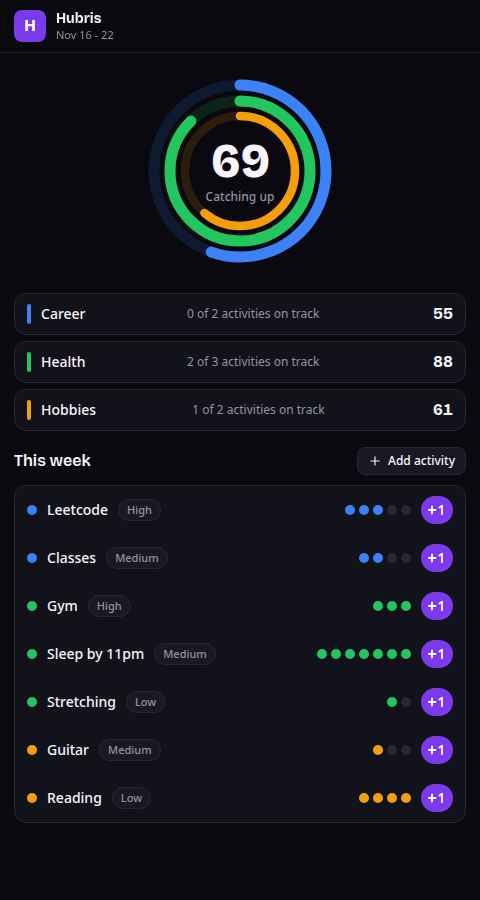 H
Hubris
Nov 16 - 22
69
Catching up
Career 0 of 2 activities on track 55
Health 2 of 3 activities on track 88
Hobbies 1 of 2 activities on track 61
This week + Add activity
Leetcode High +1
Classes Medium +1
Gym High +1
Sleep by 11pm Medium +1
Stretching Low +1
Guitar Medium +1
Reading Low +1